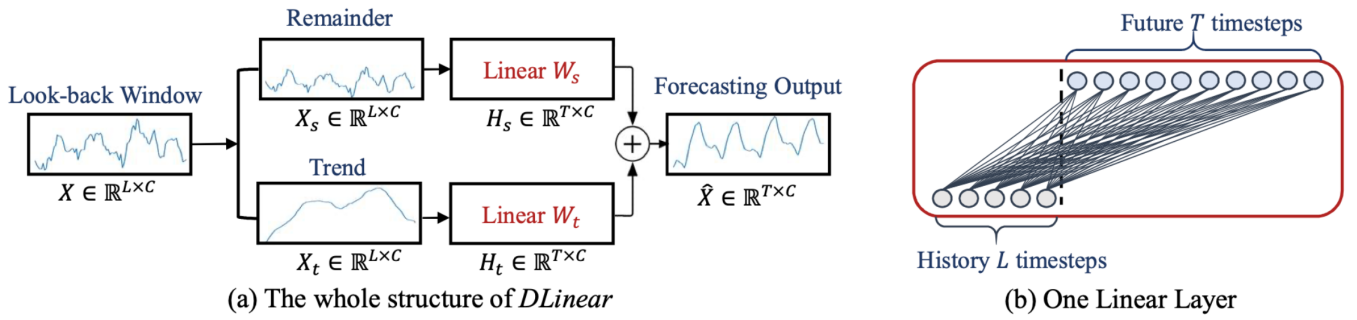 Look-back Window
X ∈ ℝ^{L×C}
Remainder
X_s ∈ ℝ^{L×C}
Linear W_s
H_s ∈ ℝ^{T×C}
Trend
X_t ∈ ℝ^{L×C}
Linear W_t
H_t ∈ ℝ^{T×C}
+
Forecasting Output
X̂ ∈ ℝ^{T×C}
(a) The whole structure of DLinear
Future T timesteps
History L timesteps
(b) One Linear Layer